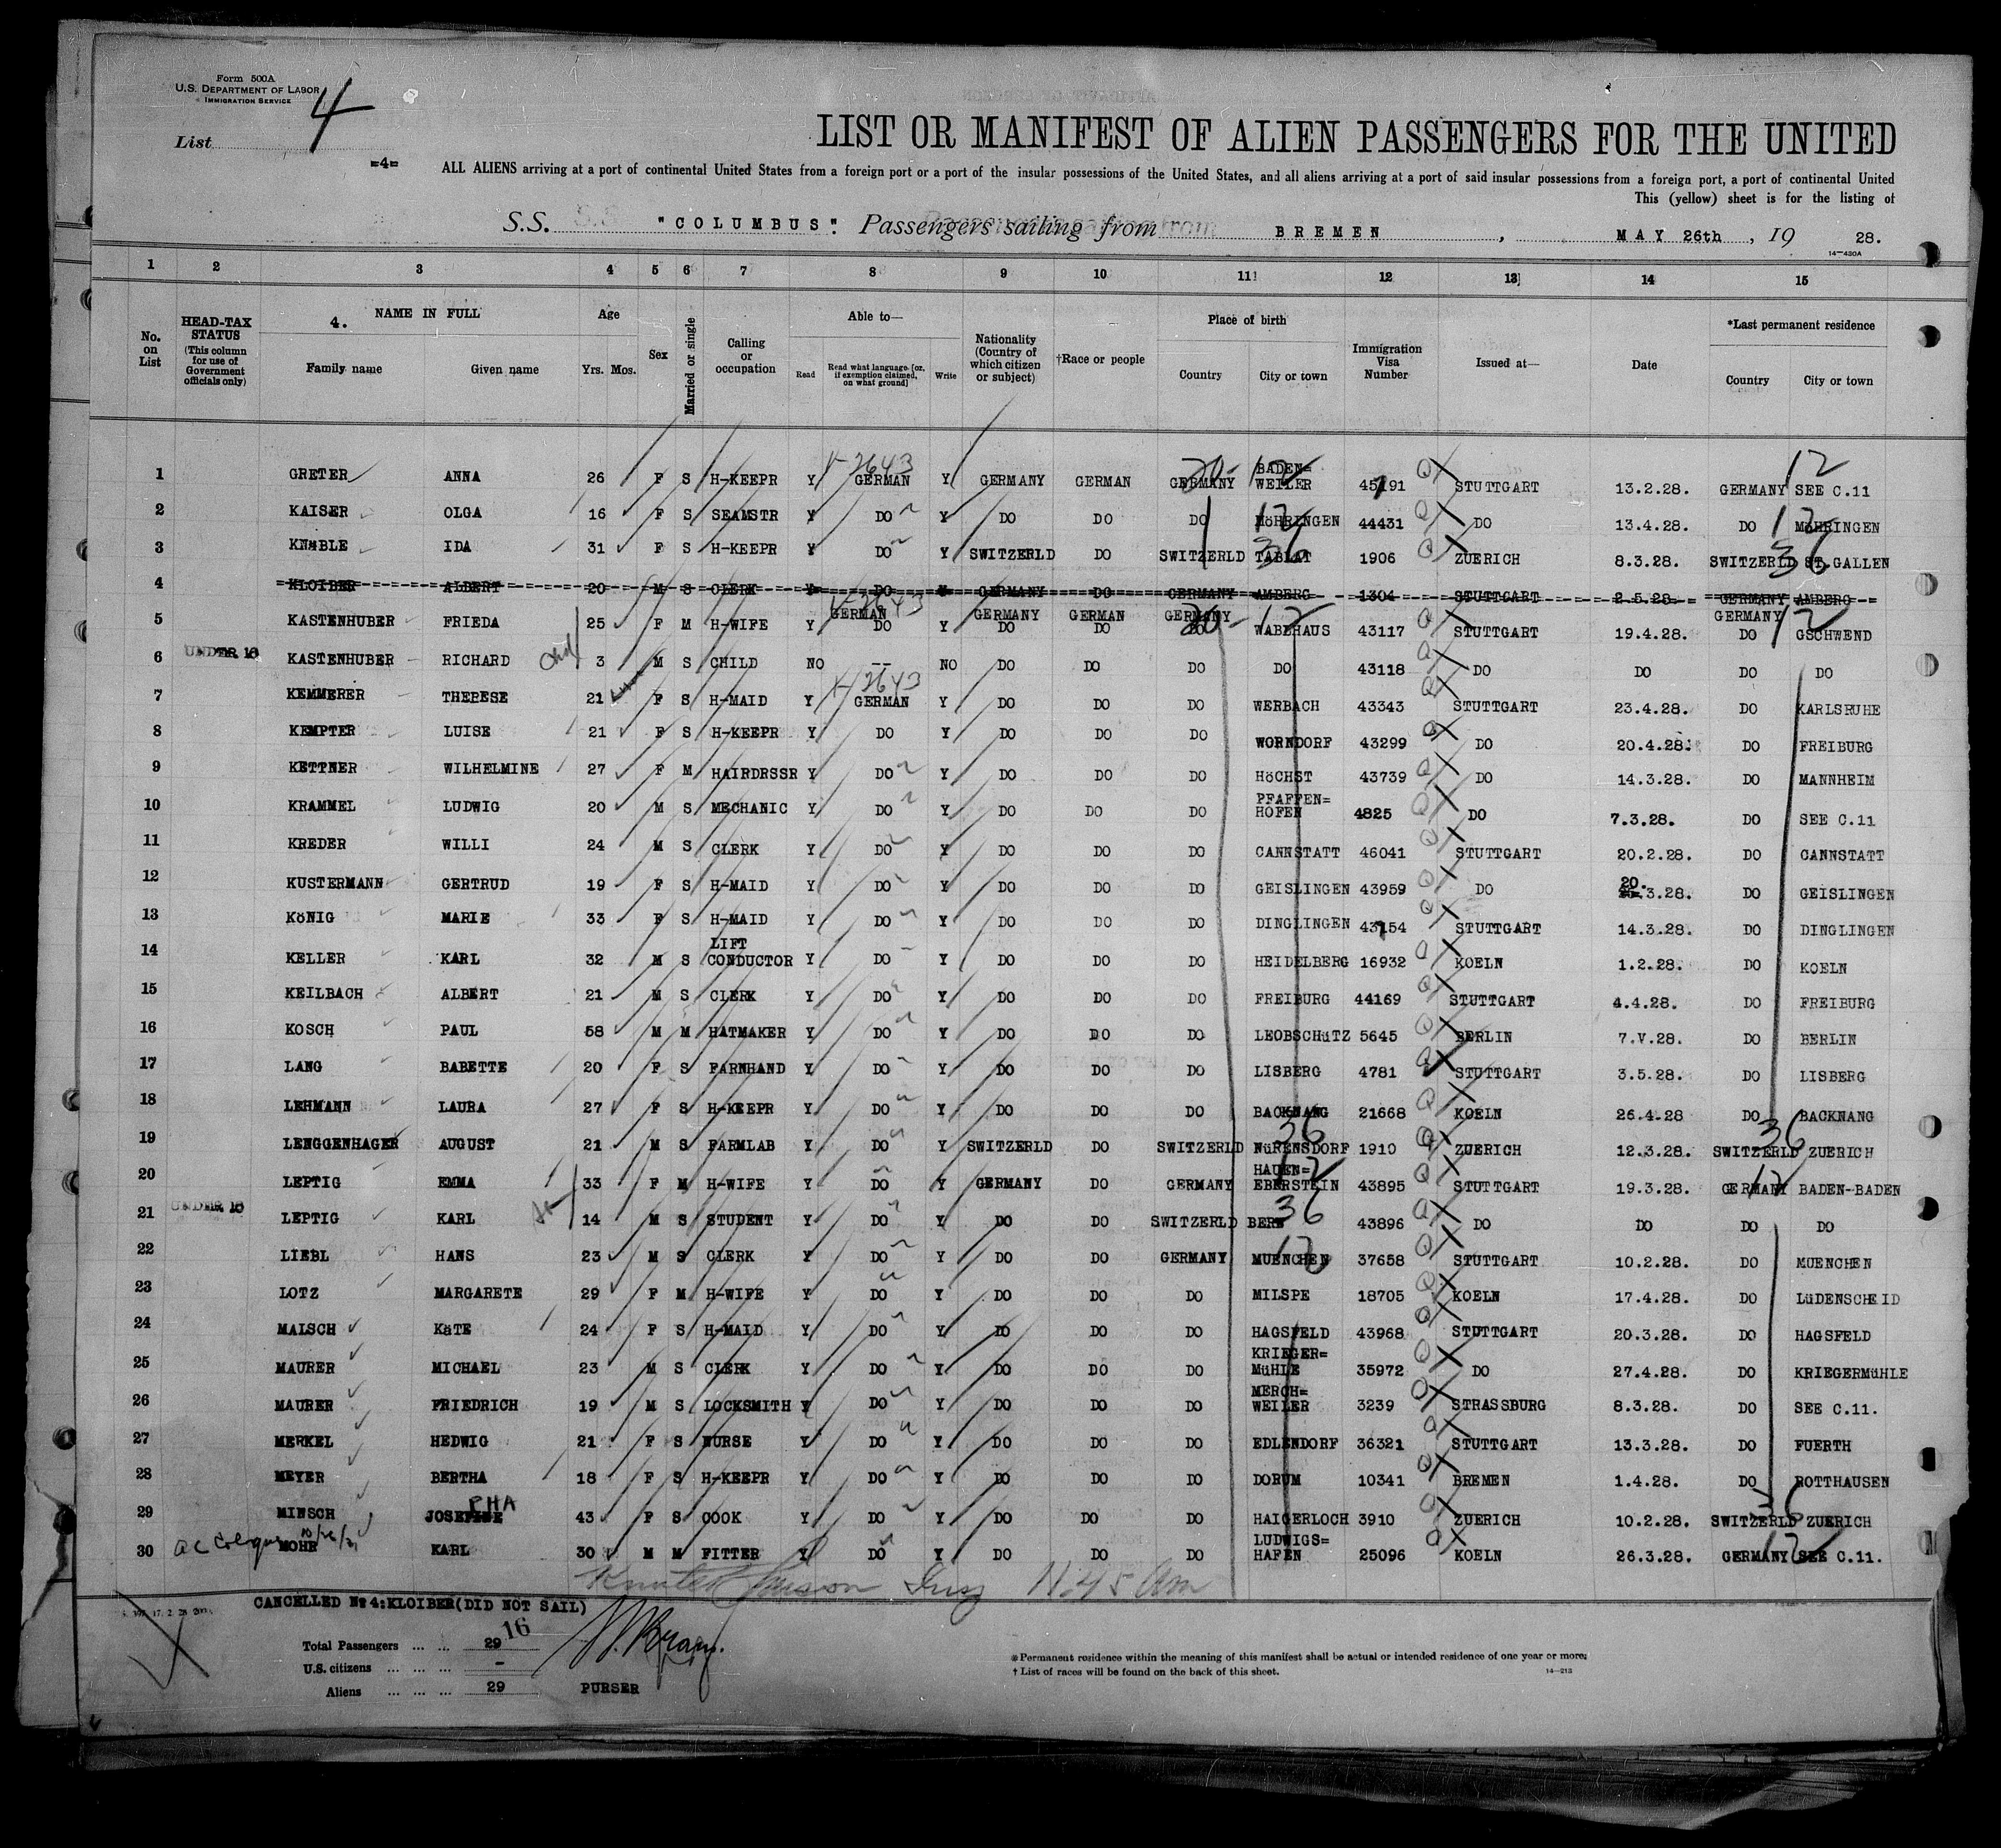 Form 500A
U.S. DEPARTMENT OF LABOR
IMMIGRATION SERVICE
List 4
=4=
LIST OR MANIFEST OF ALIEN PASSENGERS FOR THE UNITED
ALL ALIENS arriving at a port of continental United States from a foreign port or a port of the insular possessions of the United States, and all aliens arriving at a port of said insular possessions from a foreign port, a port of continental United
This (yellow) sheet is for the listing of
S.S. "COLUMBUS". Passengers sailing from BREMEN, MAY 26th, 19 28.
14—430A
1 2 3 4 5 6 7 8 9 10 11 12 13 14 15
No. on List HEAD-TAX STATUS (This column for use of Government officials only) 4. NAME IN FULL Family name Given name Age Yrs. Mos. Sex Married or single Calling or occupation Able to— Read Read what language (or, if exemption claimed, on what ground) Write Nationality (Country of which citizen or subject) †Race or people Place of birth Country City or town Immigration Visa Number Issued at— Date *Last permanent residence Country City or town
1 GRETER ANNA 26 F S H-KEEPR Y GERMAN Y GERMANY GERMAN GERMANY BADEN=WEILER 45191 STUTTGART 13.2.28. GERMANY SEE C.11
2 KAISER OLGA 16 F S SEAMSTR Y DO Y DO DO DO MöHRINGEN 44431 DO 13.4.28. DO MöHRINGEN
3 KNäBLE IDA 31 F S H-KEEPR Y DO Y SWITZERLD DO SWITZERLD TABLAT 1906 ZUERICH 8.3.28. SWITZERLD ST.GALLEN
4 KLOIBER ALBERT 20 M S CLERK Y DO Y GERMANY DO GERMANY AMBERG 1304 STUTTGART 2.5.28 GERMANY AMBERG
GERMAN GERMANY GERMAN GERMANY GERMANY
5 KASTENHUBER FRIEDA 25 F M H-WIFE Y DO Y DO DO DO WABLHAUS 43117 STUTTGART 19.4.28. DO GSCHWEND
6 UNDER 16 KASTENHUBER RICHARD 3 M S CHILD NO -- NO DO DO DO DO 43118 DO DO DO DO
7 KEMMERER THERESE 21 F S H-MAID Y GERMAN Y DO DO DO WERBACH 43343 STUTTGART 23.4.28. DO KARLSRUHE
8 KEMPTER LUISE 21 F S H-KEEPR Y DO Y DO DO DO WORNDORF 43299 DO 20.4.28. DO FREIBURG
9 KETTNER WILHELMINE 27 F M HAIRDRSSR Y DO Y DO DO DO HöCHST 43739 DO 14.3.28. DO MANNHEIM
10 KRAMMEL LUDWIG 20 M S MECHANIC Y DO Y DO DO DO PFAFFEN=HOFEN 4825 DO 7.3.28. DO SEE C.11
11 KREDER WILLI 24 M S CLERK Y DO Y DO DO DO CANNSTATT 46041 STUTTGART 20.2.28. DO CANNSTATT
12 KUSTERMANN GERTRUD 19 F S H-MAID Y DO Y DO DO DO GEISLINGEN 43959 DO 20.3.28. DO GEISLINGEN
13 KöNIG MARIE 33 F S H-MAID Y DO Y DO DO DO DINGLINGEN 43754 STUTTGART 14.3.28. DO DINGLINGEN
14 KELLER KARL 32 M S LIFT CONDUCTOR Y DO Y DO DO DO HEIDELBERG 16932 KOELN 1.2.28. DO KOELN
15 KEILBACH ALBERT 21 M S CLERK Y DO Y DO DO DO FREIBURG 44169 STUTTGART 4.4.28. DO FREIBURG
16 KOSCH PAUL 58 M M HATMAKER Y DO Y DO DO DO LEOBSCHüTZ 5645 BERLIN 7.V.28. DO BERLIN
17 LANG BABETTE 20 F S FARNHAND Y DO Y DO DO DO LISBERG 4781 STUTTGART 3.5.28. DO LISBERG
18 LEHMANN LAURA 27 F S H-KEEPR Y DO Y DO DO DO BACKNANG 21668 KOELN 26.4.28 DO BACKNANG
19 LENGGENHAGER AUGUST 21 M S FARMLAB Y DO Y SWITZERLD DO SWITZERLD NüRENSDORF 1910 ZUERICH 12.3.28. SWITZERLD ZUERICH
20 LEPTIG EMMA 33 F M H-WIFE Y DO Y GERMANY DO GERMANY HAUEN=EBERSTEIN 43895 STUTTGART 19.3.28. GERMANY BADEN-BADEN
21 UNDER 16 LEPTIG KARL 14 M S STUDENT Y DO Y DO DO SWITZERLD BERN 43896 DO DO DO DO
22 LIEBL HANS 23 M S CLERK Y DO Y DO DO GERMANY MUENCHEN 37658 STUTTGART 10.2.28. DO MUENCHEN
23 LOTZ MARGARETE 29 F M H-WIFE Y DO Y DO DO DO MILSPE 18705 KOELN 17.4.28. DO LüDENSCHEID
24 MALSCH KäTE 24 F S H-MAID Y DO Y DO DO DO HAGSFELD 43968 STUTTGART 20.3.28. DO HAGSFELD
25 MAURER MICHAEL 23 M S CLERK Y DO Y DO DO DO KRIEGER=MüHLE 35972 DO 27.4.28. DO KRIEGERMüHLE
26 MAURER FRIEDRICH 19 M S LOCKSMITH Y DO Y DO DO DO MERCH=WEILER 3239 STRASSBURG 8.3.28. DO SEE C.11.
27 MERKEL HEDWIG 21 F S NURSE Y DO Y DO DO DO EDLENDORF 36321 STUTTGART 13.3.28. DO FUERTH
28 MEYER BERTHA 18 F S H-KEEPR Y DO Y DO DO DO DORUM 10341 BREMEN 1.4.28. DO ROTTHAUSEN
29 MINSCH JOSEPHA 43 F S COOK Y DO Y DO DO DO HAIGERLOCH 3910 ZUERICH 10.2.28. SWITZERLD ZUERICH
30 MOHR KARL 30 M M FITTER Y DO Y DO DO DO LUDWIGS=HAFEN 25096 KOELN 26.3.28. GERMANY SEE C.11.
CANCELLED № 4: KLOIBER (DID NOT SAIL)
Total Passengers ... ... 29 16
U.S. citizens ... ... ... -
Aliens ... ... ... 29 PURSER
* Permanent residence within the meaning of this manifest shall be actual or intended residence of one year or more.
† List of races will be found on the back of this sheet. 14—213